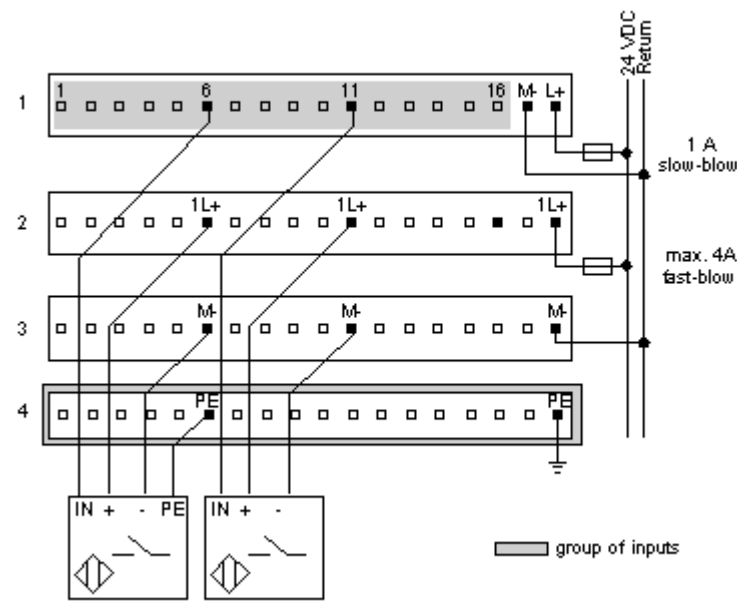 24 VDC
Return
1 6 11 16 M- L+
1
1 A
slow-blow
1L+ 1L+ 1L+
2
max. 4A
fast-blow
M- M- M-
3
PE PE
4
IN + - PE
IN + -
group of inputs